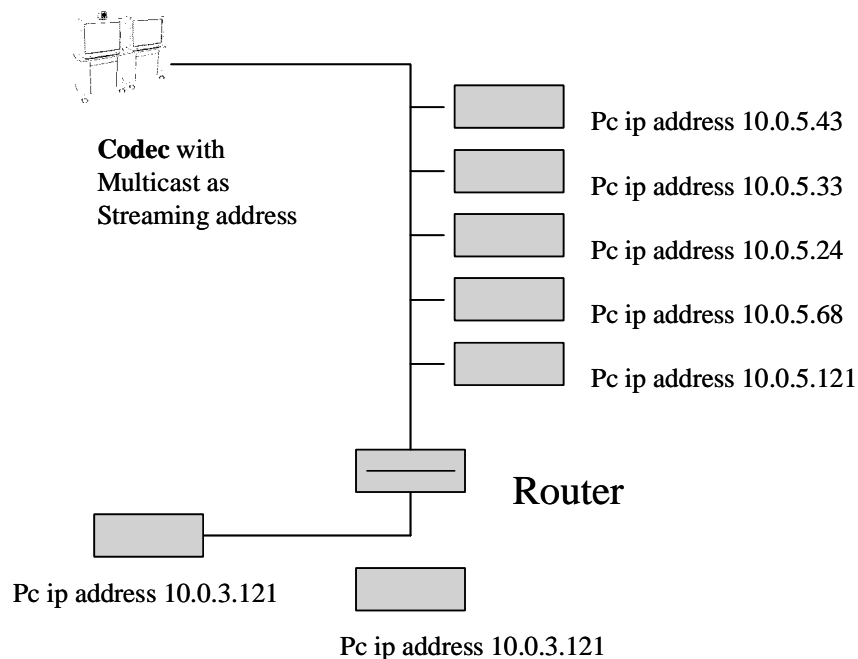 Pc ip address 10.0.5.43
Codec with
Multicast as
Streaming address
Pc ip address 10.0.5.33
Pc ip address 10.0.5.24
Pc ip address 10.0.5.68
Pc ip address 10.0.5.121
Router
Pc ip address 10.0.3.121
Pc ip address 10.0.3.121